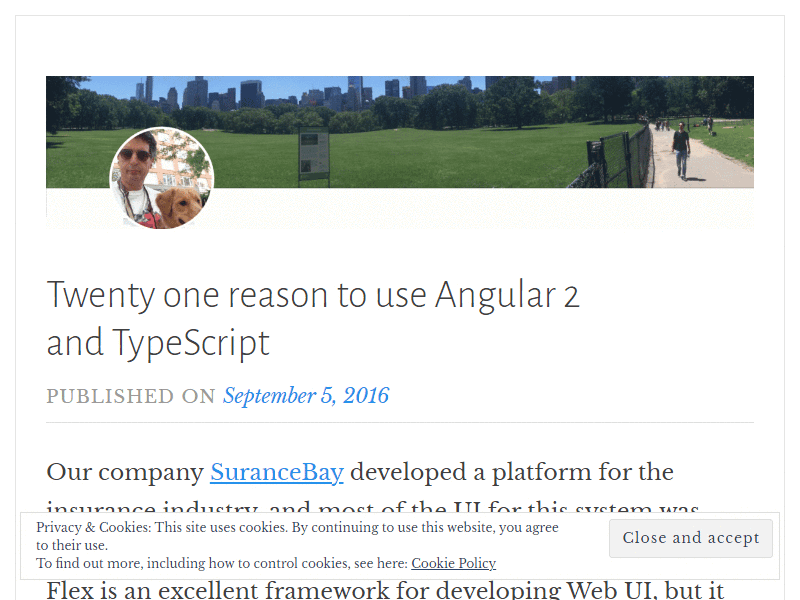 Twenty one reason to use Angular 2
and TypeScript
PUBLISHED ON September 5, 2016
Our company SuranceBay developed a platform for the
insurance industry, and most of the UI for this system was
Privacy & Cookies: This site uses cookies. By continuing to use this website, you agree
to their use.
To find out more, including how to control cookies, see here: Cookie Policy
Close and accept
Flex is an excellent framework for developing Web UI, but it